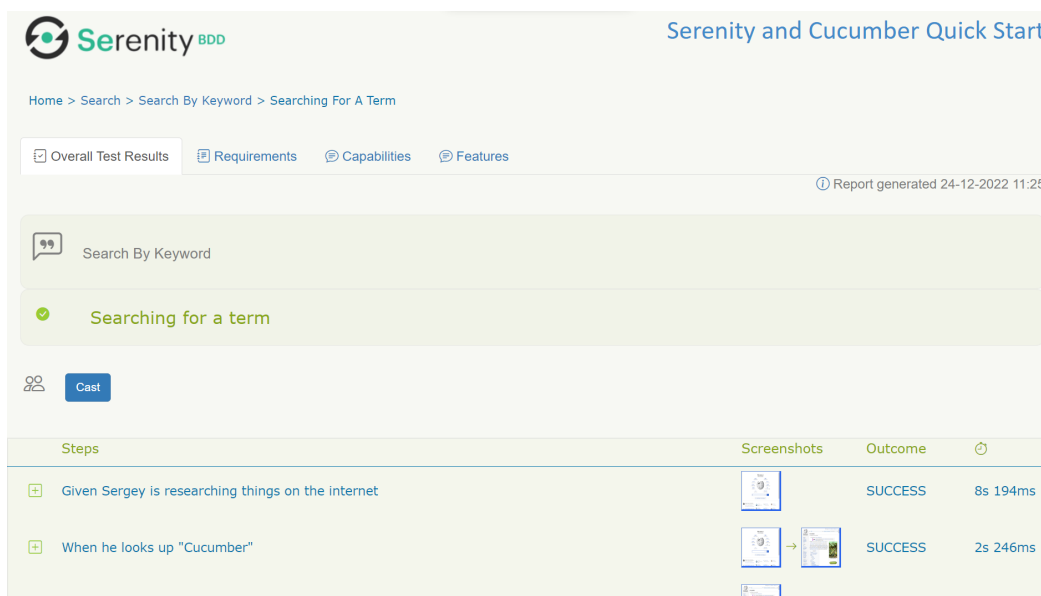 Serenity BDD
Serenity and Cucumber Quick Start
Home > Search > Search By Keyword > Searching For A Term
Overall Test Results Requirements Capabilities Features
Report generated 24-12-2022 11:25
Search By Keyword
Searching for a term
Cast
Steps Screenshots Outcome
Given Sergey is researching things on the internet SUCCESS 8s 194ms
When he looks up "Cucumber" → SUCCESS 2s 246ms